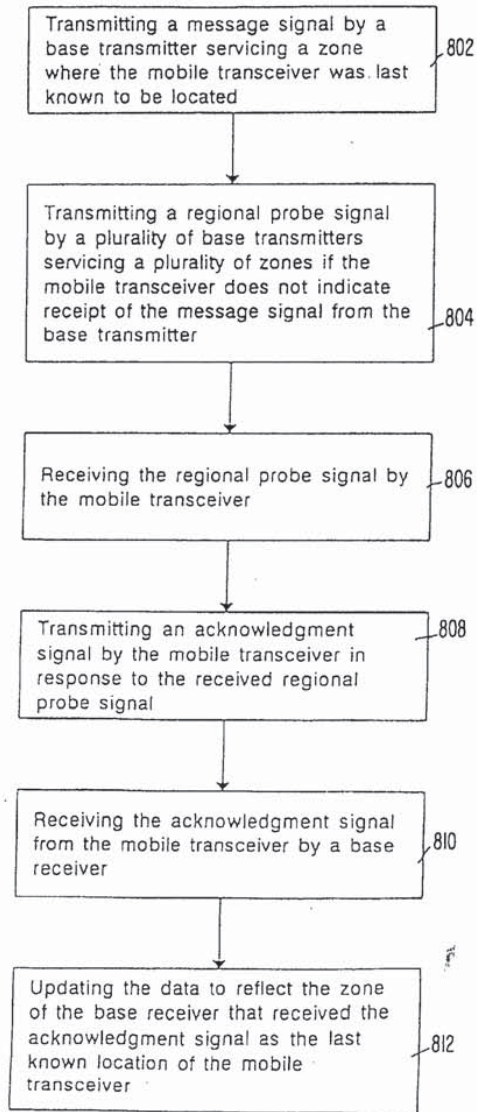 Transmitting a message signal by a
base transmitter servicing a zone
where the mobile transceiver was last
known to be located
802
Transmitting a regional probe signal
by a plurality of base transmitters
servicing a plurality of zones if the
mobile transceiver does not indicate
receipt of the message signal from the
base transmitter
804
Receiving the regional probe signal by
the mobile transceiver
806
Transmitting an acknowledgment
signal by the mobile transceiver in
response to the received regional
probe signal
808
Receiving the acknowledgment signal
from the mobile transceiver by a base
receiver
810
Updating the data to reflect the zone
of the base receiver that received the
acknowledgment signal as the last
known location of the mobile
transceiver
812